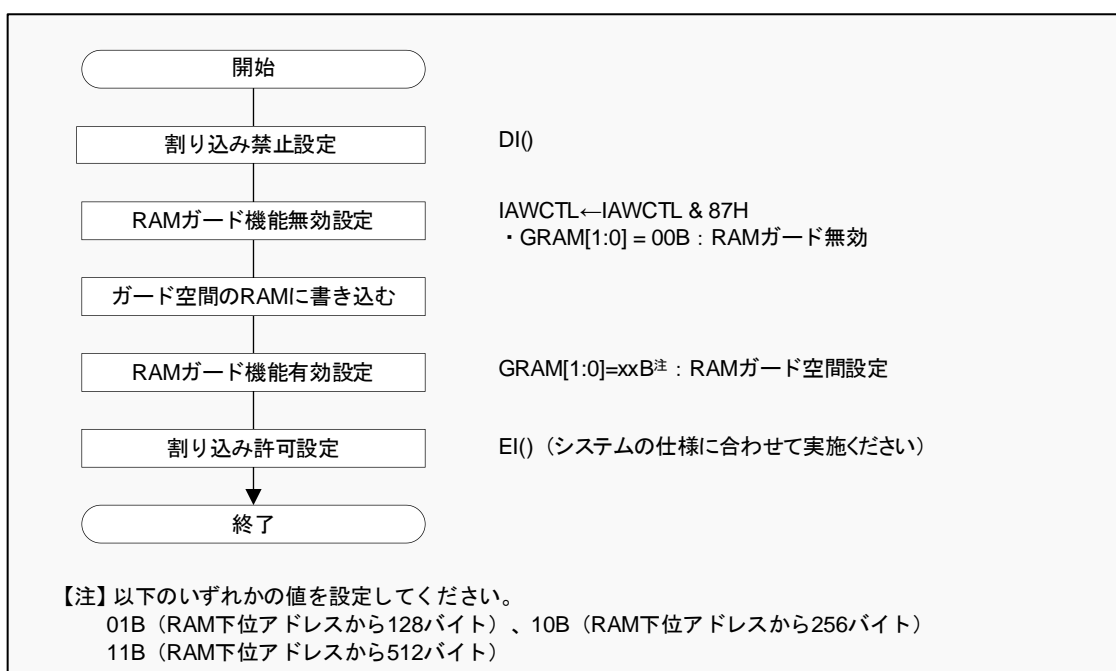 開始
割り込み禁止設定 DI()
RAMガード機能無効設定 IAWCTL←IAWCTL & 87H
・GRAM[1:0] = 00B：RAMガード無効
ガード空間のRAMに書き込む
RAMガード機能有効設定 GRAM[1:0]=xxB注：RAMガード空間設定
割り込み許可設定 EI()（システムの仕様に合わせて実施ください）
終了
【注】以下のいずれかの値を設定してください。
01B（RAM下位アドレスから128バイト）、10B（RAM下位アドレスから256バイト）
11B（RAM下位アドレスから512バイト）